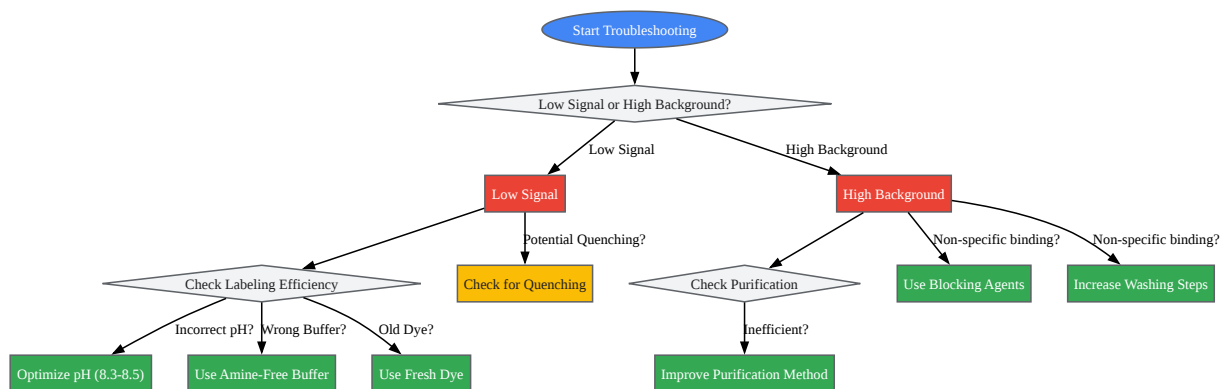 Start Troubleshooting
Low Signal or High Background?
Low Signal
High Background
Low Signal
High Background
Potential Quenching?
Non-specific binding?
Non-specific binding?
Check Labeling Efficiency
Check for Quenching
Check Purification
Use Blocking Agents
Increase Washing Steps
Incorrect pH?
Wrong Buffer?
Old Dye?
Inefficient?
Optimize pH (8.3-8.5)
Use Amine-Free Buffer
Use Fresh Dye
Improve Purification Method